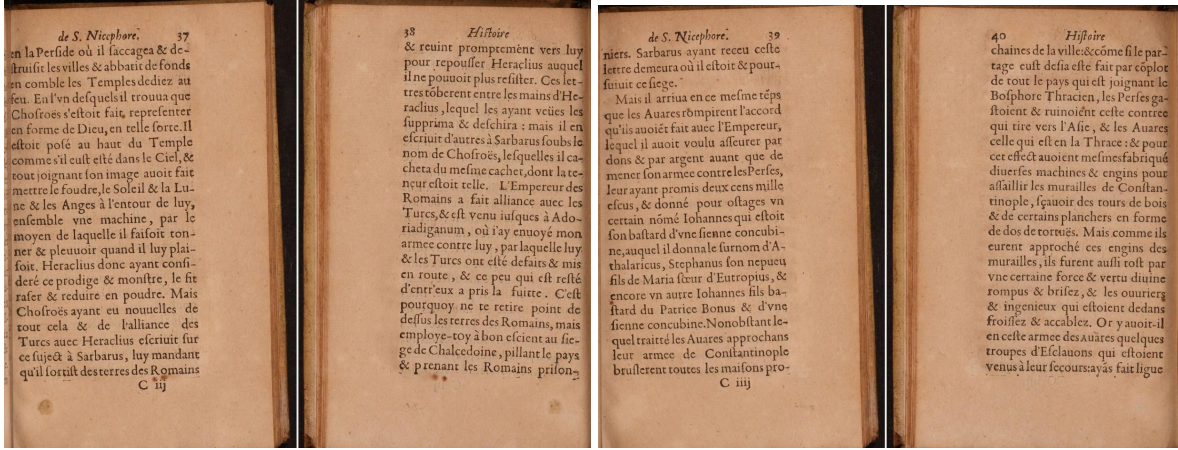 de S. Nicephore. 37
en la Perside où il saccagea & de-
struisit les villes & abbatit de fonds
en comble les Temples dediez au
feu. En l'vn desquels il trouua que
Chosroës s'estoit fait representer
en forme de Dieu, en telle sorte. Il
estoit posé au haut du Temple
comme s'il eust esté dans le Ciel, &
tout joignant son image auoit fait
mettre le foudre, le Soleil & la Lu-
ne & les Anges à l'entour de luy,
ensemble vne machine, par le
moyen de laquelle il faisoit ton-
ner & pleuuoir quand il luy plai-
soit. Heraclius donc ayant consi-
deré ce prodige & monstre, le fit
raser & reduire en poudre. Mais
Chosroës ayant eu nouuelles de
tout cela & de l'alliance des
Turcs auec Heraclius escriuit sur
ce suject à Sarbarus, luy mandant
qu'il sortist des terres des Romains
C iij
38 Histoire
& reuint promptement vers luy
pour repousser Heraclius auquel
il ne pouuoit plus resister. Ces let-
tres tōberent entre les mains d'He-
raclius, lequel les ayant veües les
supprima & deschira : mais il en
escriuit d'autres à Sarbarus soubs le
nom de Chosroës, lesquelles il ca-
cheta du mesme cachet, dont la te-
neur estoit telle. L'Empereur des
Romains a fait alliance auec les
Turcs, & est venu iusques à Ado-
riadiganum, où i'ay enuoyé mon
armee contre luy, par laquelle luy
& les Turcs ont esté defaits & mis
en route, & ce peu qui est resté
d'entr'eux a pris la fuitte. C'est
pourquoy ne te retire point de
dessus les terres des Romains, mais
employe-toy à bon escient au sie-
ge de Chalcedoine, pillant le pays
& prenant les Romains prison-
de S. Nicephore. 39
niers. Sarbarus ayant receu ceste
lettre demeura où il estoit & pour-
suiuit ce siege.
Mais il arriua en ce mesme tēps
que les Auares rompirent l'accord
qu'ils auoiēt fait auec l'Empereur,
lequel il auoit voulu asseurer par
dons & par argent auant que de
mener son armee contre les Perses,
leur ayant promis deux cens mille
escus, & donné pour ostages vn
certain nōmé Iohannes qui estoit
son bastard d'vne sienne concubi-
ne, auquel il donna le surnom d'A-
thalaricus, Stephanus son nepueu
fils de Maria sœur d'Eutropius, &
encore vn autre Iohannes fils ba-
stard du Patrice Bonus & d'vne
sienne concubine. Nonobstant le-
quel traitté les Auares approchans
leur armee de Constantinople
bruslerent toutes les maisons pro-
C iiij
40 Histoire
chaines de la ville: & cōme si le par-
tage eust desia esté fait par cōplot
de tout le pays qui est joignant le
Bosphore Thracien, les Perses ga-
stoient & ruinoiēt ceste contree
qui tire vers l'Asie, & les Auares
celle qui est en la Thrace: & pour
cet effect auoient mesmes fabriqué
diuerses machines & engins pour
assaillir les murailles de Constan-
tinople, sçauoir des tours de bois
& de certains planchers en forme
de dos de tortuës. Mais comme ils
eurent approché ces engins des
murailles, ils furent aussi tost par
vne certaine force & vertu diuine
rompus & brisez, & les ouuriers
& ingenieux qui estoient dedans
froissez & accablez. Or y auoit-il
en ceste armee des Auares quelques
troupes d'Esclauons qui estoient
venus à leur secours: ayās fait ligue